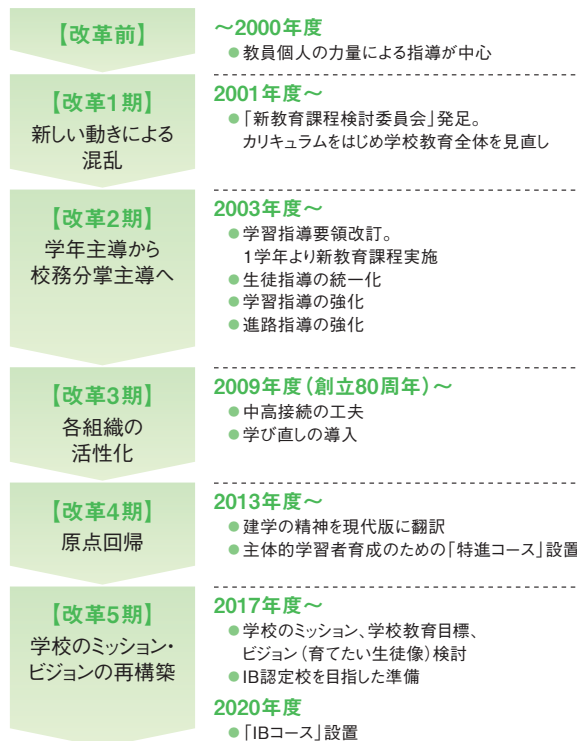 【改革前】
~2000年度
●教員個人の力量による指導が中心
【改革1期】
新しい動きによる
混乱
2001年度~
●「新教育課程検討委員会」発足。
カリキュラムをはじめ学校教育全体を見直し
【改革2期】
学年主導から
校務分掌主導へ
2003年度~
●学習指導要領改訂。
1学年より新教育課程実施
●生徒指導の統一化
●学習指導の強化
●進路指導の強化
【改革3期】
各組織の
活性化
2009年度(創立80周年)~
●中高接続の工夫
●学び直しの導入
【改革4期】
原点回帰
2013年度~
●建学の精神を現代版に翻訳
●主体的学習者育成のための「特進コース」設置
【改革5期】
学校のミッション・
ビジョンの再構築
2017年度~
●学校のミッション、学校教育目標、
ビジョン(育てたい生徒像)検討
●IB認定校を目指した準備
2020年度
●「IBコース」設置